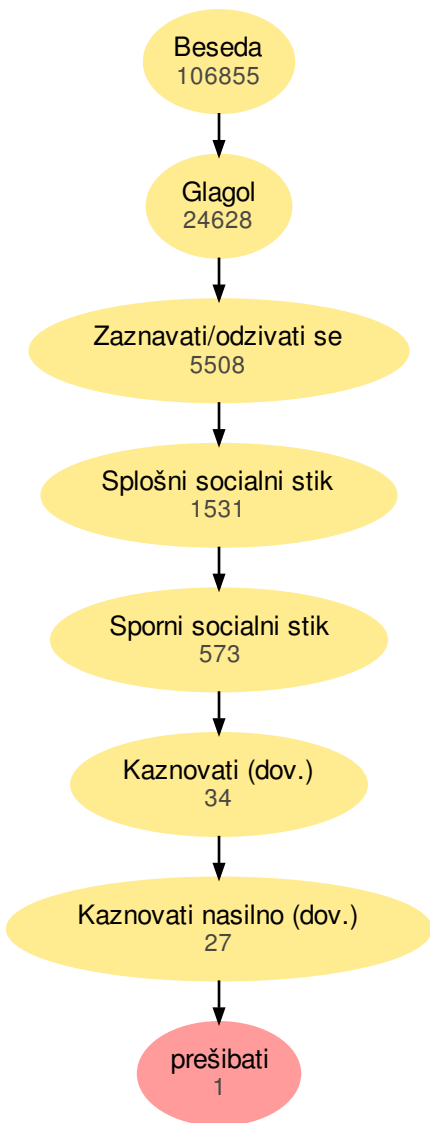 Beseda
106855
Glagol
24628
Zaznavati/odzivati se
5508
Splošni socialni stik
1531
Sporni socialni stik
573
Kaznovati (dov.)
34
Kaznovati nasilno (dov.)
27
prešibati
1